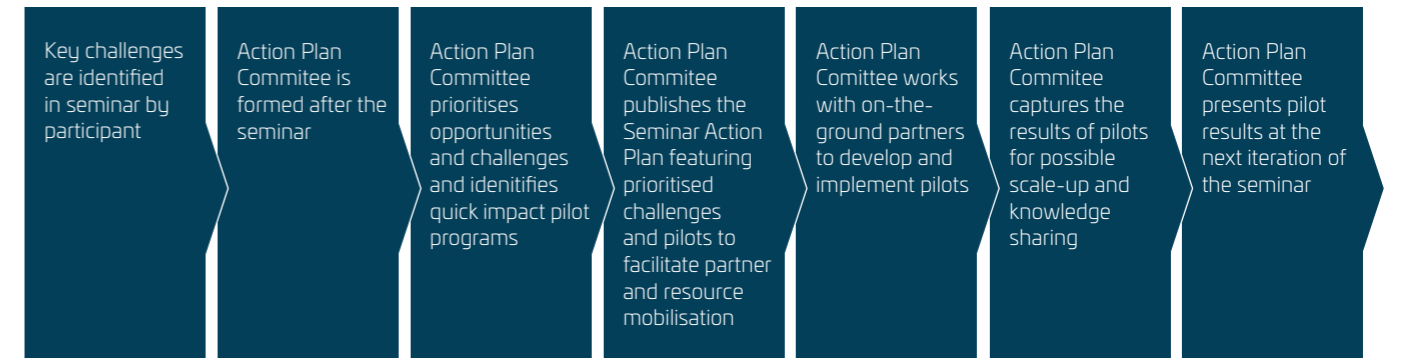 Key challenges
are identified
in seminar by
participant
Action Plan
Commitee is
formed after the
seminar
Action Plan
Committee
prioritises
opportunities
and challenges
and idenitifies
quick impact pilot
programs
Action Plan
Commitee
publishes the
Seminar Action
Plan featuring
prioritised
challenges
and pilots to
facilitate partner
and resource
mobilisation
Action Plan
Comittee works
with on-the-
ground partners
to develop and
implement pilots
Action Plan
Commitee
captures the
results of pilots
for possible
scale-up and
knowledge
sharing
Action Plan
Committee
presents pilot
results at the
next iteration of
the seminar